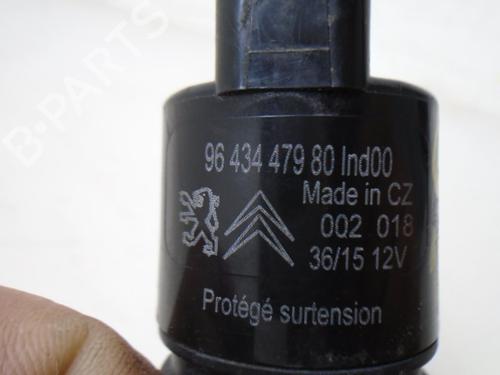 B-PARTS
96 434 479 80 Ind00
Made in CZ
002 018
36/15 12V
Protégé surtension